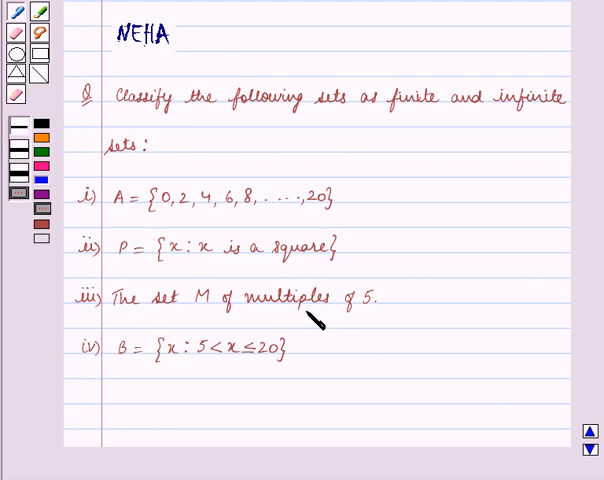 NEHA
Q Classify the following sets as finite and infinite
sets :
i) A = {0, 2, 4, 6, 8, ...., 20}
ii) P = {x : x is a square}
iii) The set M of multiples of 5.
iv) B = {x : 5 < x ≤ 20}